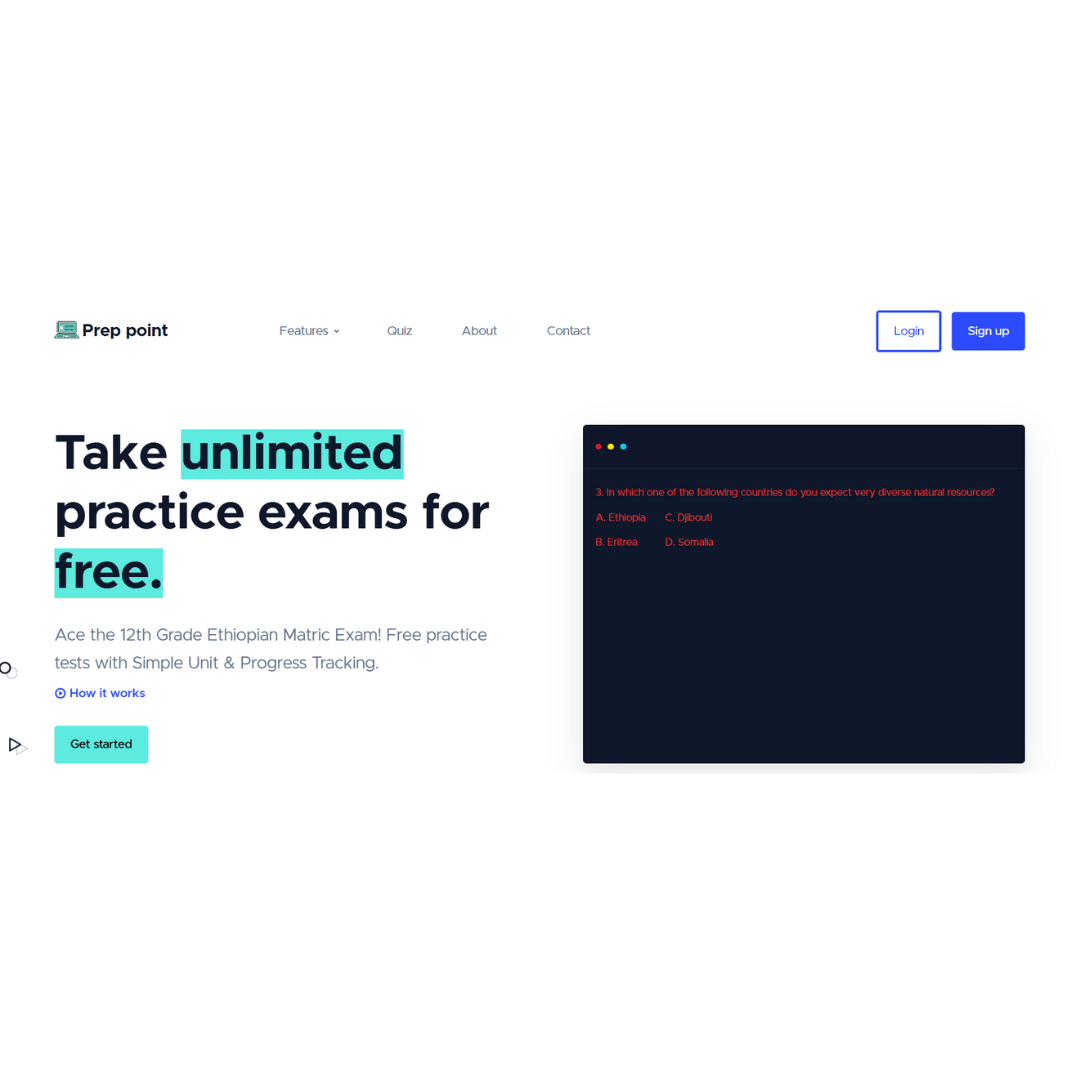 Prep point
Features
Quiz
About
Contact
Login
Sign up
Take unlimited
practice exams for
free.
Ace the 12th Grade Ethiopian Matric Exam! Free practice
tests with Simple Unit & Progress Tracking.
How it works
Get started
3. In which one of the following countries do you expect very diverse natural resources?
A. Ethiopia C. Djibouti
B. Eritrea D. Somalia